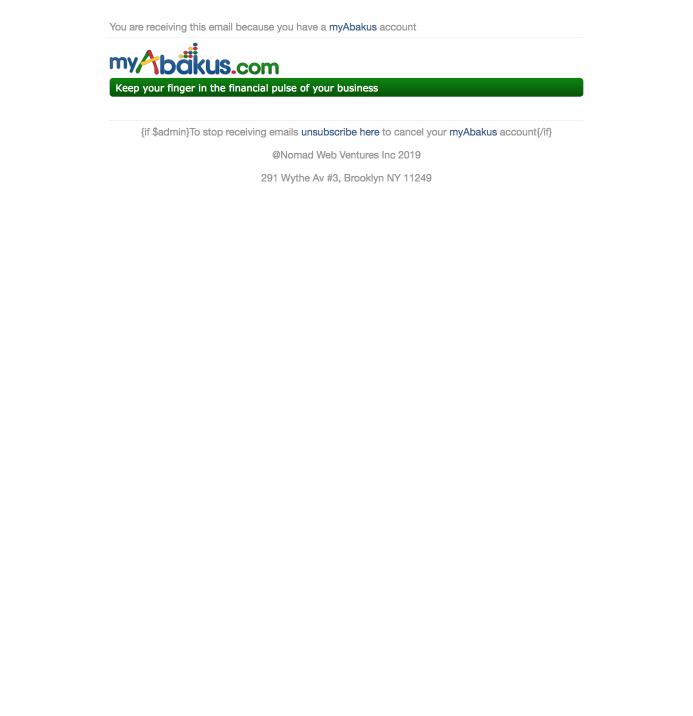 You are receiving this email because you have a myAbakus account
myAbakus.com
Keep your finger in the financial pulse of your business
{if $admin}To stop receiving emails unsubscribe here to cancel your myAbakus account{/if}
@Nomad Web Ventures Inc 2019
291 Wythe Av #3, Brooklyn NY 11249